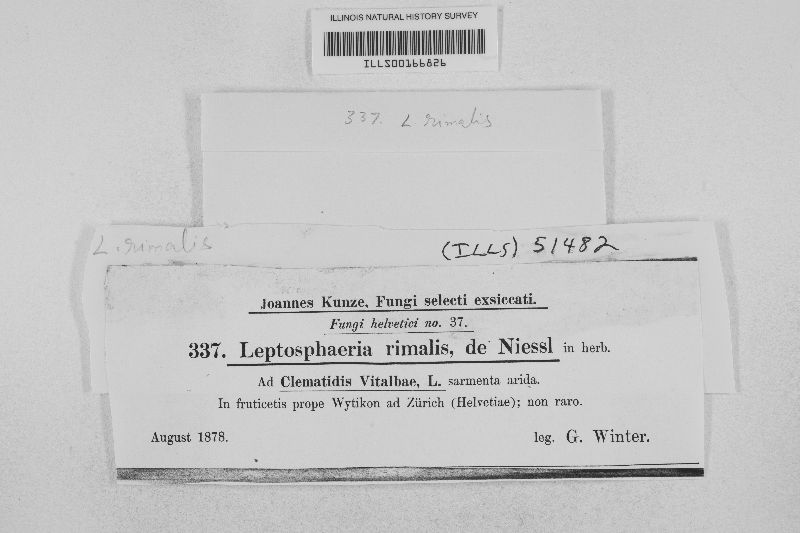 ILLINOIS NATURAL HISTORY SURVEY
ILLS00166826
337. L. rimalis
L. rimalis
(ILLS) 51482
Joannes Kunze, Fungi selecti exsiccati.
Fungi helvetici no. 37.
337. Leptosphaeria rimalis, de Niessl in herb.
Ad Clematidis Vitalbae, L. sarmenta arida.
In fruticetis prope Wytikon ad Zürich (Helvetiae); non raro.
August 1878. leg. G. Winter.